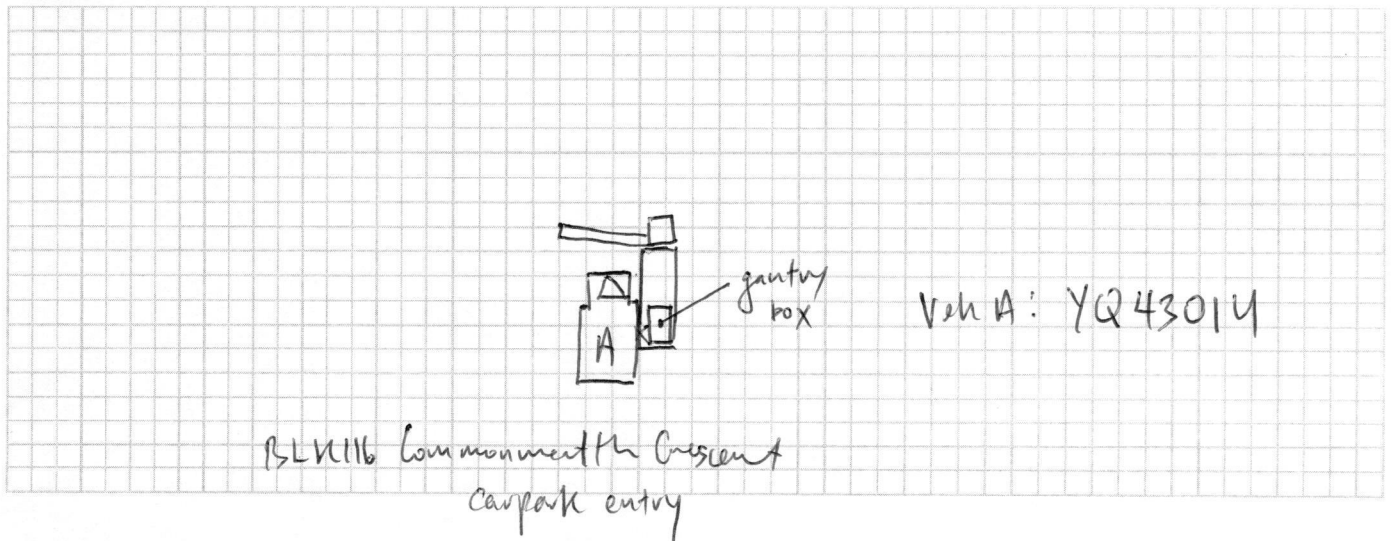 gantry
box
A
Veh A: YQ4301U
BLK116 Commonwealth Crescent
carpark entry